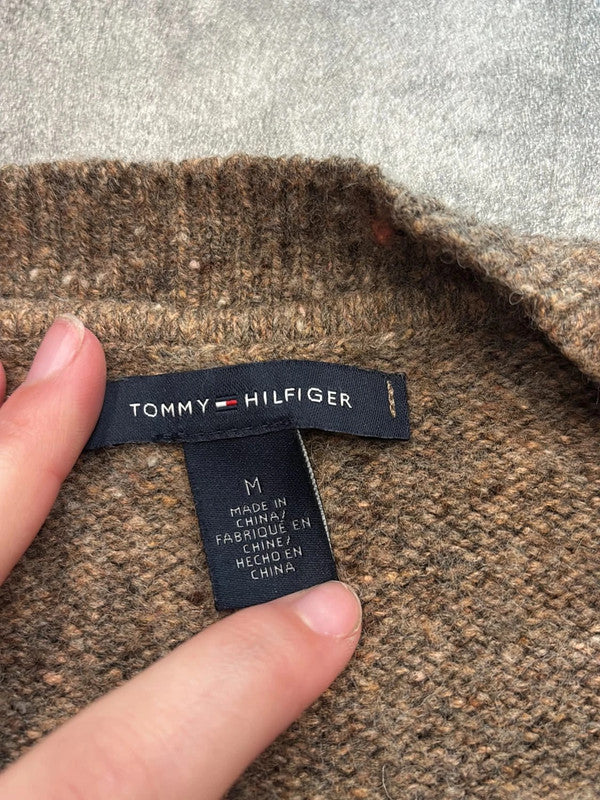 TOMMY HILFIGER
M
MADE IN
CHINA/
FABRIQUÉ EN
CHINE/
HECHO EN
CHINA